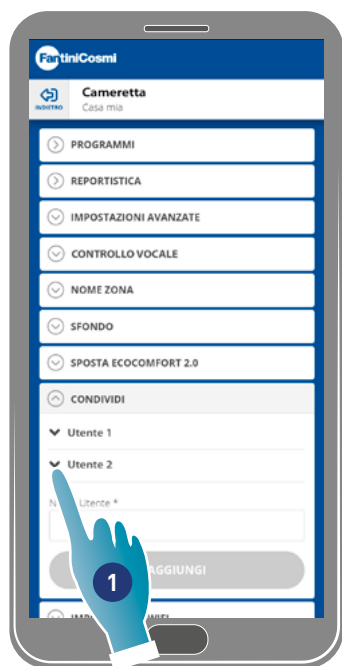 FantiniCosmi
INDIETRO
Cameretta
Casa mia
PROGRAMMI
REPORTISTICA
IMPOSTAZIONI AVANZATE
CONTROLLO VOCALE
NOME ZONA
SFONDO
SPOSTA ECOCOMFORT 2.0
CONDIVIDI
Utente 1
Utente 2
Utente *
AGGIUNGI
1
WIFI